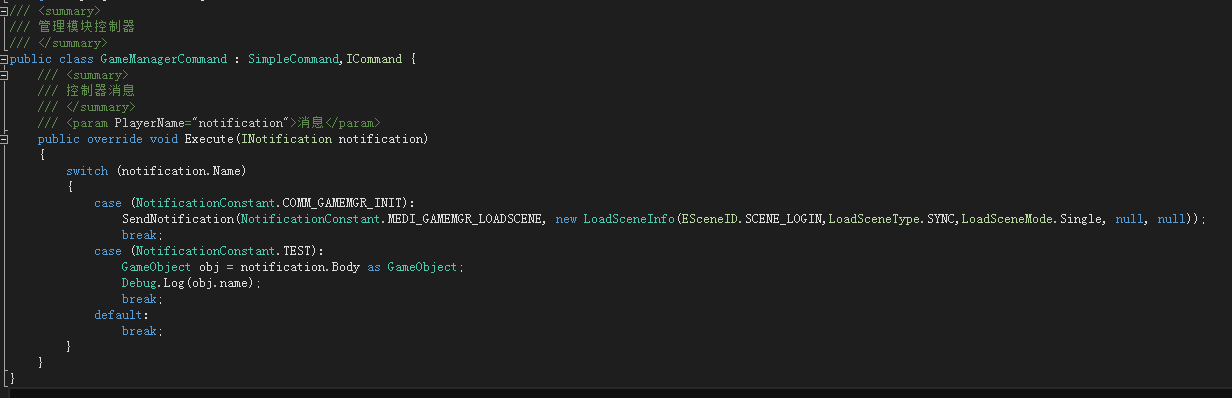 /// <summary>
/// 管理模块控制器
/// </summary>
public class GameManagerCommand : SimpleCommand,ICommand {
/// <summary>
/// 控制器消息
/// </summary>
/// <param PlayerName="notification">消息</param>
public override void Execute(INotification notification)
{
switch (notification.Name)
{
case (NotificationConstant.COMM_GAMEMGR_INIT):
SendNotification(NotificationConstant.MEDI_GAMEMGR_LOADSCENE, new LoadSceneInfo(ESceneID.SCENE_LOGIN,LoadSceneType.SYNC,LoadSceneMode.Single, null, null));
break;
case (NotificationConstant.TEST):
GameObject obj = notification.Body as GameObject;
Debug.Log(obj.name);
break;
default:
break;
}
}
}